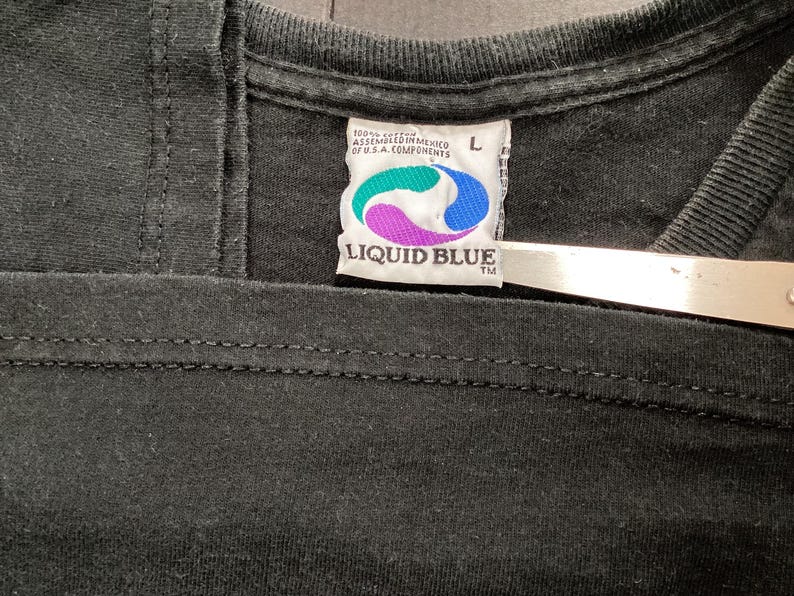 100% COTTON L
ASSEMBLED IN MEXICO
OF U.S.A. COMPONENTS
LIQUID BLUE
TM